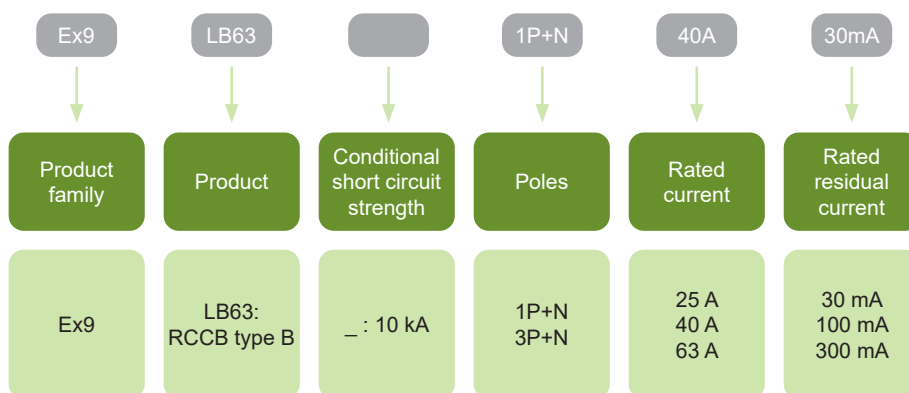 Ex9
LB63
1P+N
40A
30mA
Product
family
Product
Conditional
short circuit
strength
Poles
Rated
current
Rated
residual
current
Ex9
LB63:
RCCB type B
_ : 10 kA
1P+N
3P+N
25 A
40 A
63 A
30 mA
100 mA
300 mA